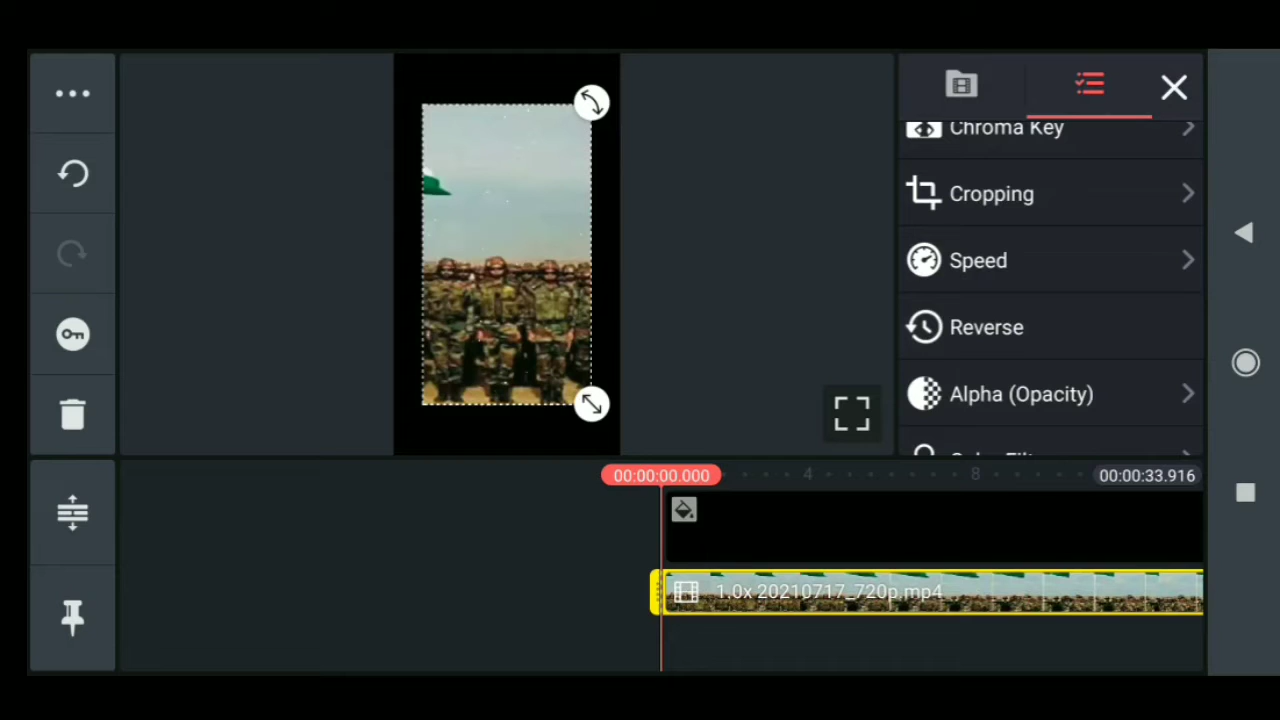 Chroma Key
Cropping
Speed
Reverse
Alpha (Opacity)
00:00:00.000
4
8
00:00:33.916
1.0x 20210717_720p.mp4